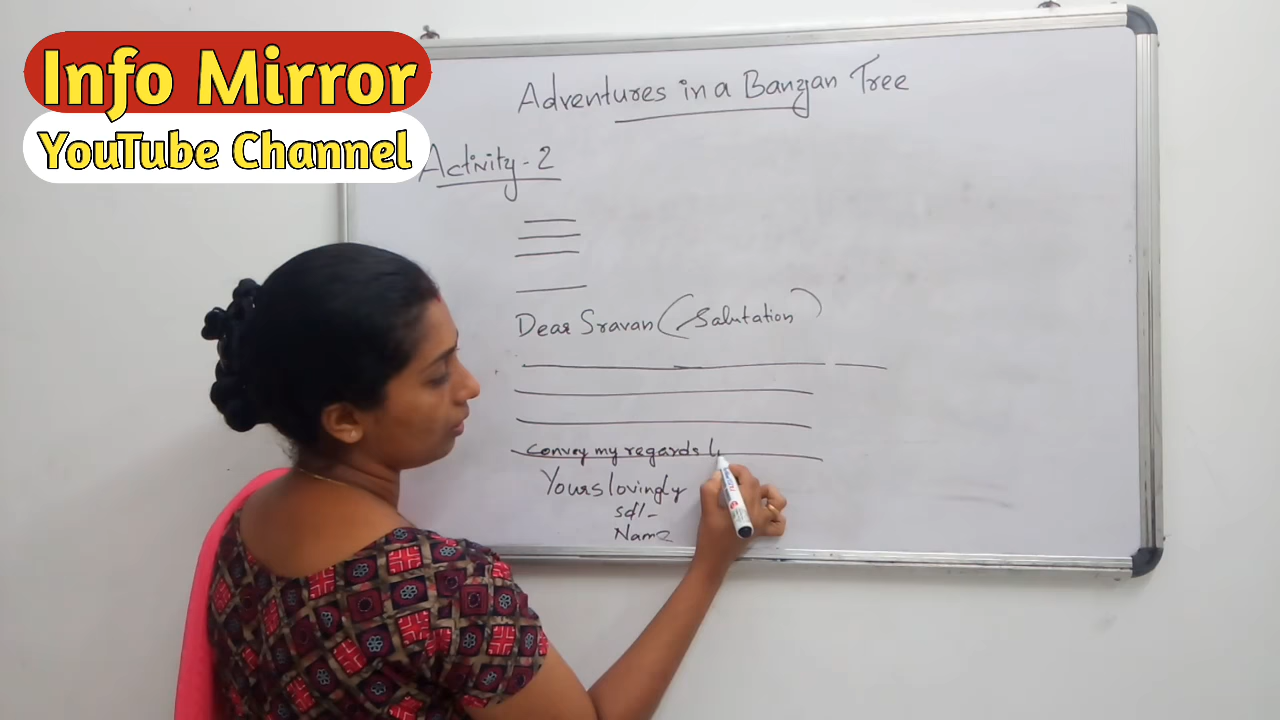 Info Mirror
YouTube Channel
Adventures in a Banyan Tree
Activity - 2
Dear Sravan (Salutation)
convey my regards
Yours lovingly
sd/-
Name